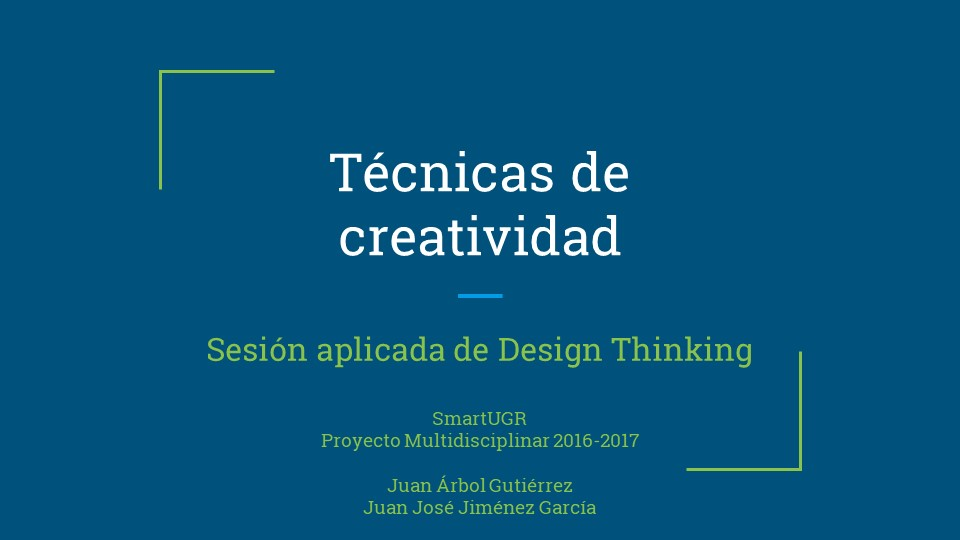 Técnicas de
creatividad
Sesión aplicada de Design Thinking
SmartUGR
Proyecto Multidisciplinar 2016-2017
Juan Árbol Gutiérrez
Juan José Jiménez García